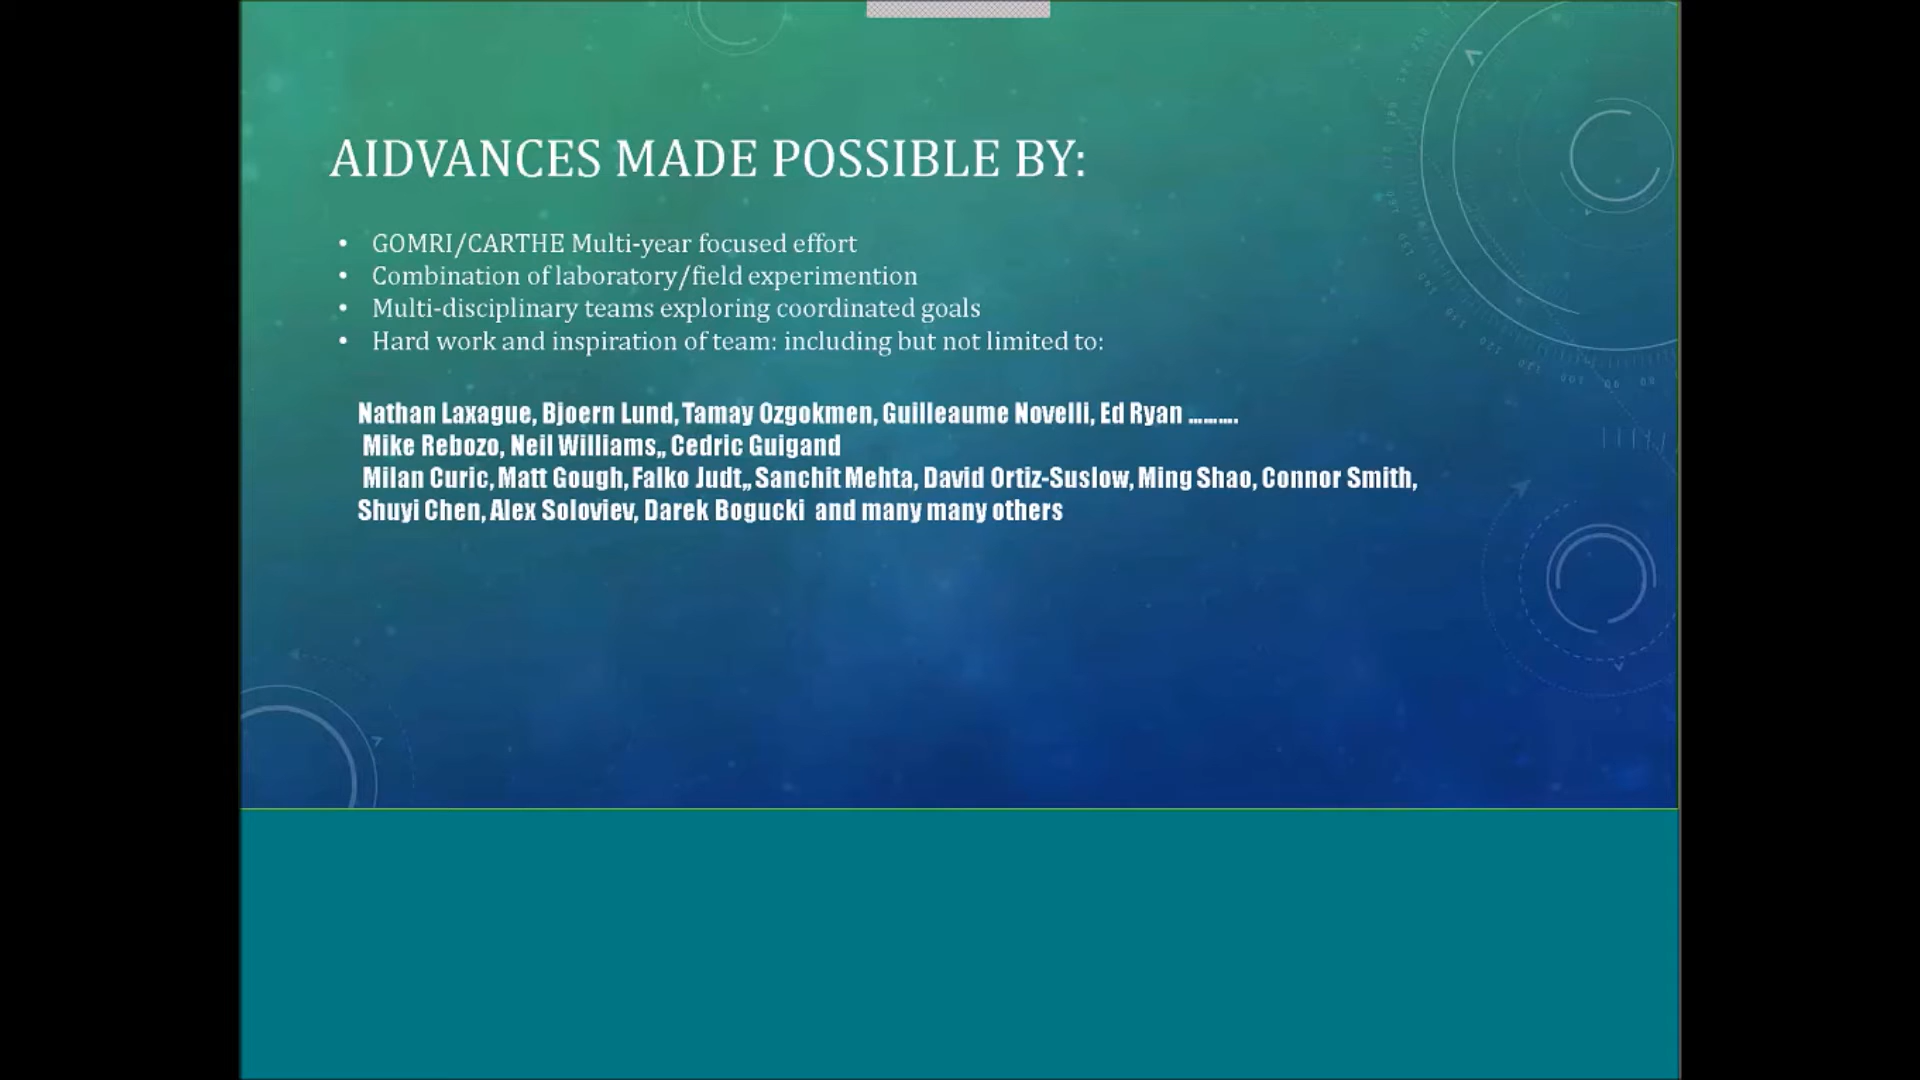 AIDVANCES MADE POSSIBLE BY:
• GOMRI/CARTHE Multi-year focused effort
• Combination of laboratory/field experimention
• Multi-disciplinary teams exploring coordinated goals
• Hard work and inspiration of team: including but not limited to:
Nathan Laxague, Bjoern Lund, Tamay Ozgokmen, Guilleaume Novelli, Ed Ryan ..........
Mike Rebozo, Neil Williams,, Cedric Guigand
Milan Curic, Matt Gough, Falko Judt,, Sanchit Mehta, David Ortiz-Suslow, Ming Shao, Connor Smith,
Shuyi Chen, Alex Soloviev, Darek Bogucki and many many others